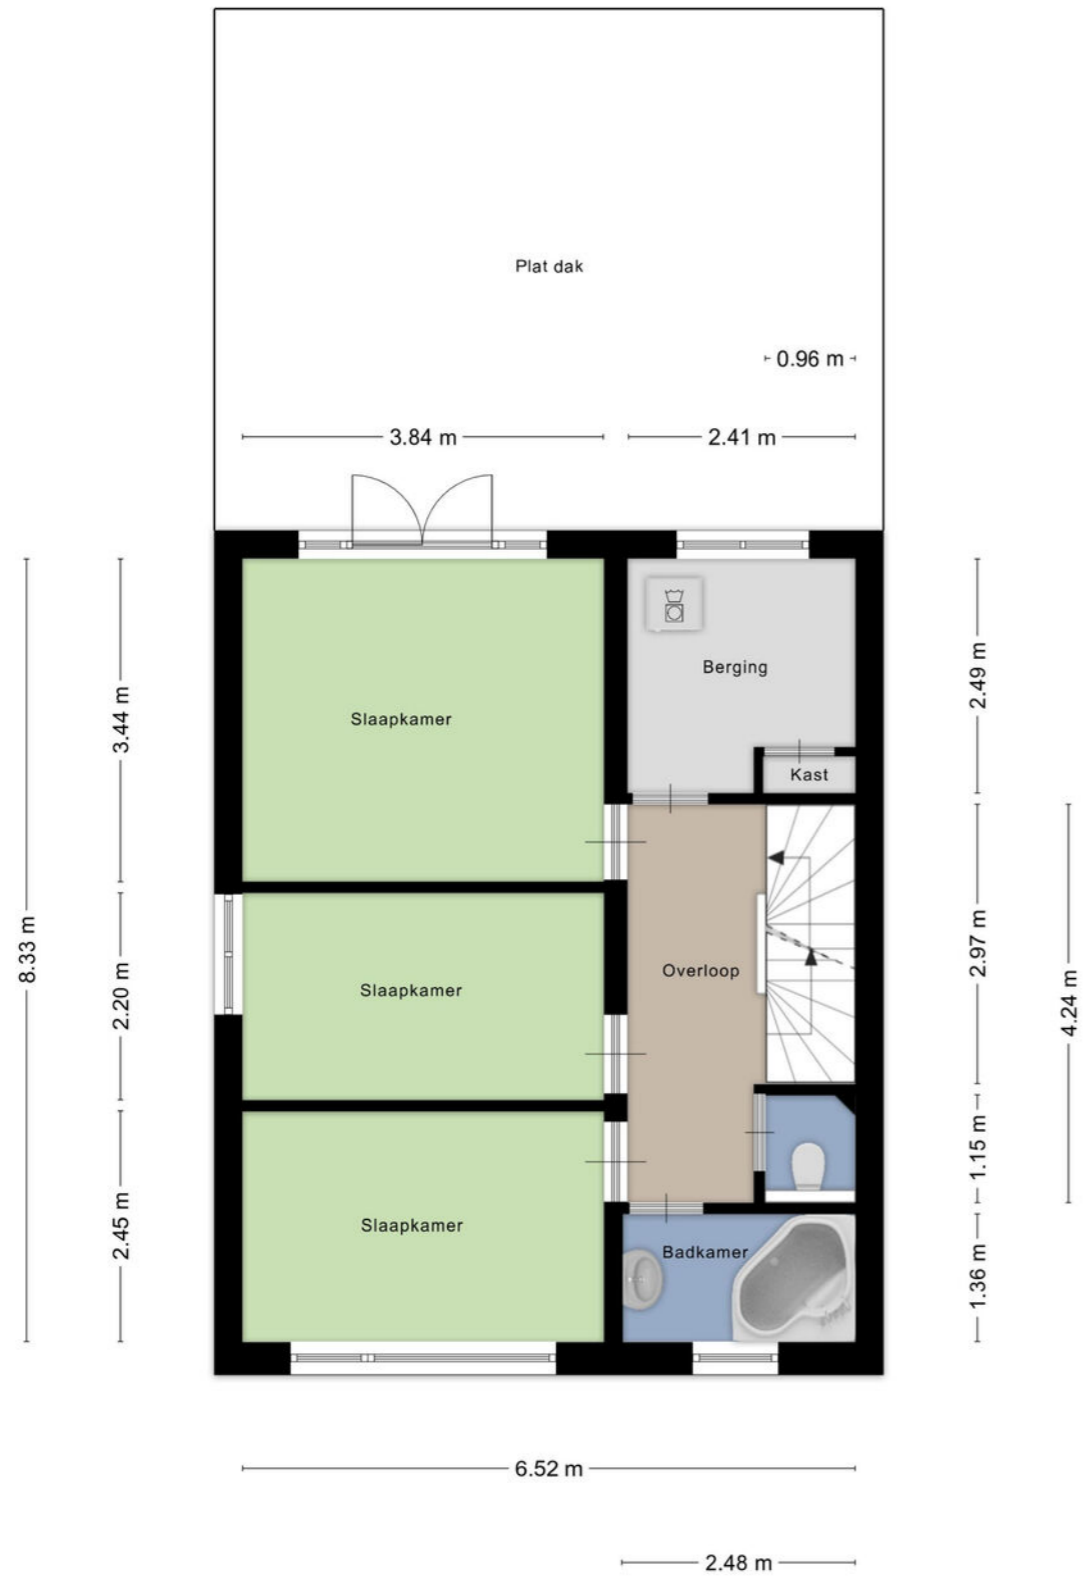 Plat dak
0.96 m
3.84 m
2.41 m
Slaapkamer
Berging
Kast
Slaapkamer
Overloop
Slaapkamer
Badkamer
8.33 m
3.44 m
2.20 m
2.45 m
2.49 m
2.97 m
1.15 m
1.36 m
4.24 m
6.52 m
2.48 m